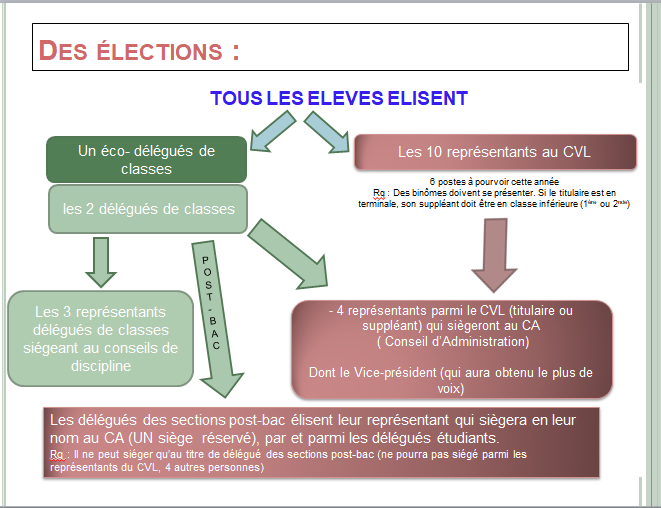 DES ÉLECTIONS :
TOUS LES ELEVES ELISENT
Un éco- délégués de
classes
les 2 délégués de classes
Les 10 représentants au CVL
6 postes à pourvoir cette année
Rq : Des binômes doivent se présenter. Si le titulaire est en
terminale, son suppléant doit être en classe inférieure (1ère ou 2nde)
POST-BAC
Les 3 représentants
délégués de classes
siégeant au conseils de
discipline
- 4 représentants parmi le CVL (titulaire ou
suppléant) qui siègeront au CA
( Conseil d'Administration)
Dont le Vice-président (qui aura obtenu le plus de
voix)
Les délégués des sections post-bac élisent leur représentant qui siègera en leur
nom au CA (UN siège réservé), par et parmi les délégués étudiants.
Rq : Il ne peut siéger qu'au titre de délégué des sections post-bac (ne pourra pas siégé parmi les
représentants du CVL, 4 autres personnes)